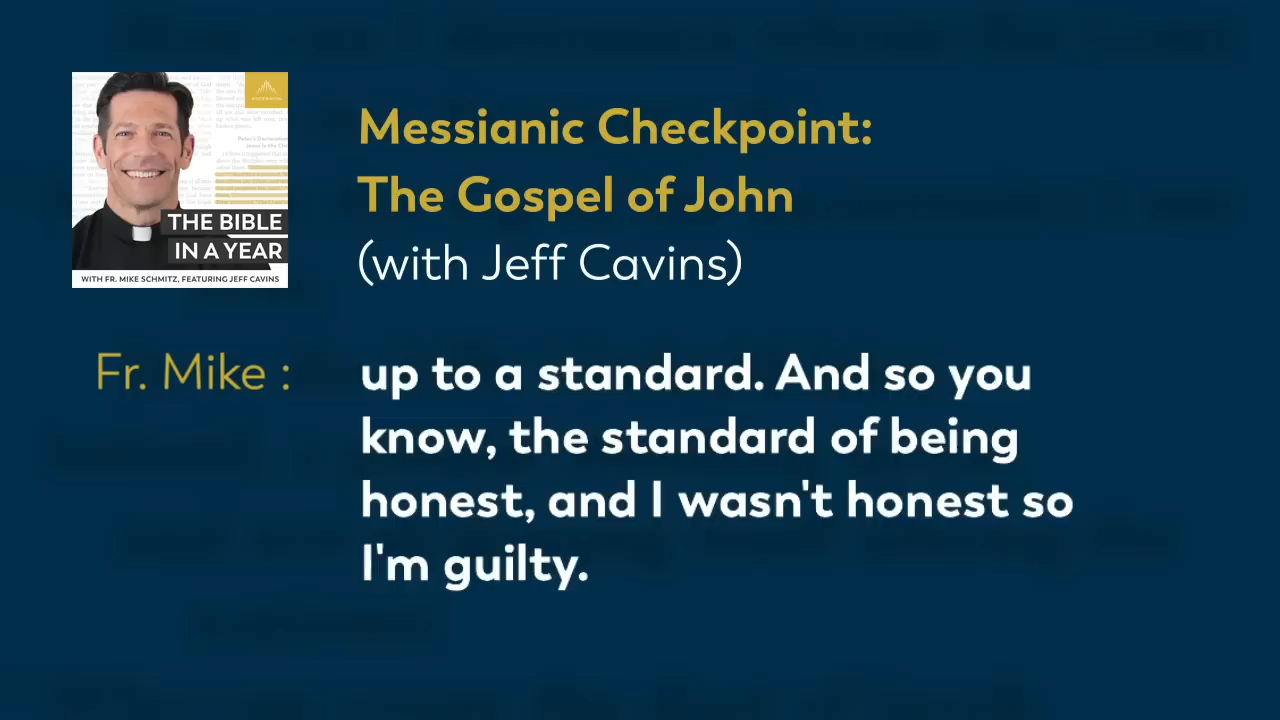 Messianic Checkpoint:
The Gospel of John
(with Jeff Cavins)
THE BIBLE
IN A YEAR
WITH FR. MIKE SCHMITZ, FEATURING JEFF CAVINS
Fr. Mike :
up to a standard. And so you
know, the standard of being
honest, and I wasn't honest so
I'm guilty.